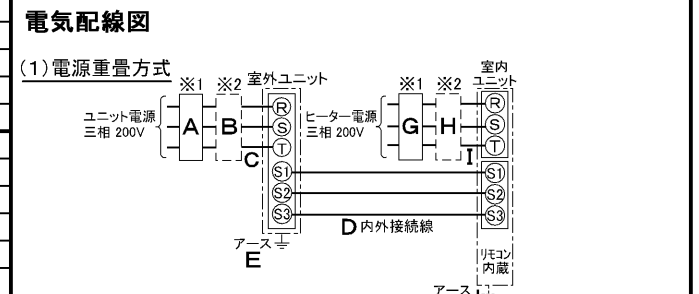 電気配線図
(1)電源重畳方式
※1 ※2 室外ユニット
ユニット電源
三相 200V
A B C
R
S
T
S1
S2
S3
アース
E
※1 ※2 室内
ユニット
ヒーター電源
三相 200V
G H I
R
S
T
S1
S2
S3
D 内外接続線
リモコン
内蔵
アース